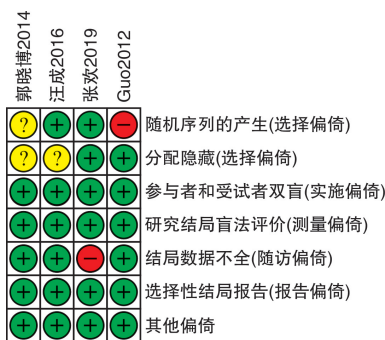 郭晓博2014
汪成2016
张欢2019
Guo2012
? + + − 随机序列的产生(选择偏倚)
? ? + + 分配隐藏(选择偏倚)
+ + + + 参与者和受试者双盲(实施偏倚)
+ + + + 研究结局盲法评价(测量偏倚)
+ + − + 结局数据不全(随访偏倚)
+ + + + 选择性结局报告(报告偏倚)
+ + + + 其他偏倚